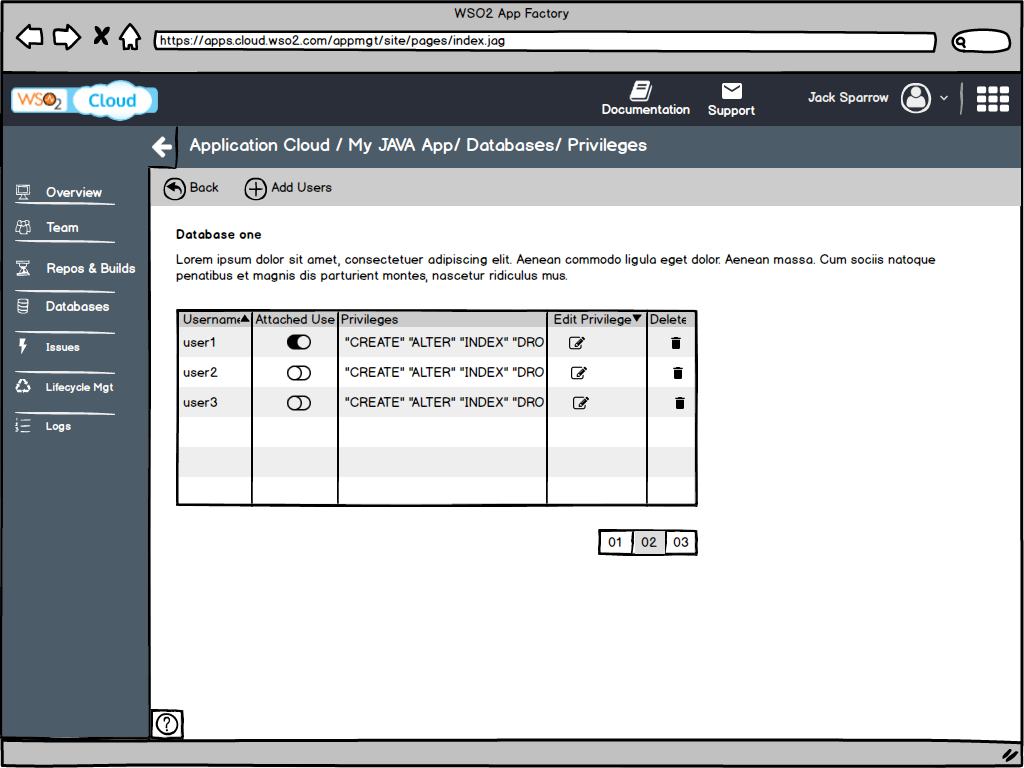 WSO2 App Factory
https://apps.cloud.wso2.com/appmgt/site/pages/index.jag
WSO2 Cloud
Documentation
Support
Jack Sparrow
Application Cloud / My JAVA App/ Databases/ Privileges
Back
Add Users
Overview
Team
Repos & Builds
Databases
Issues
Lifecycle Mgt
Logs
Database one
Lorem ipsum dolor sit amet, consectetuer adipiscing elit. Aenean commodo ligula eget dolor. Aenean massa. Cum sociis natoque
penatibus et magnis dis parturient montes, nascetur ridiculus mus.
Username Attached Use Privileges Edit Privilege Delete
user1 "CREATE" "ALTER" "INDEX" "DRO
user2 "CREATE" "ALTER" "INDEX" "DRO
user3 "CREATE" "ALTER" "INDEX" "DRO
01 02 03
?